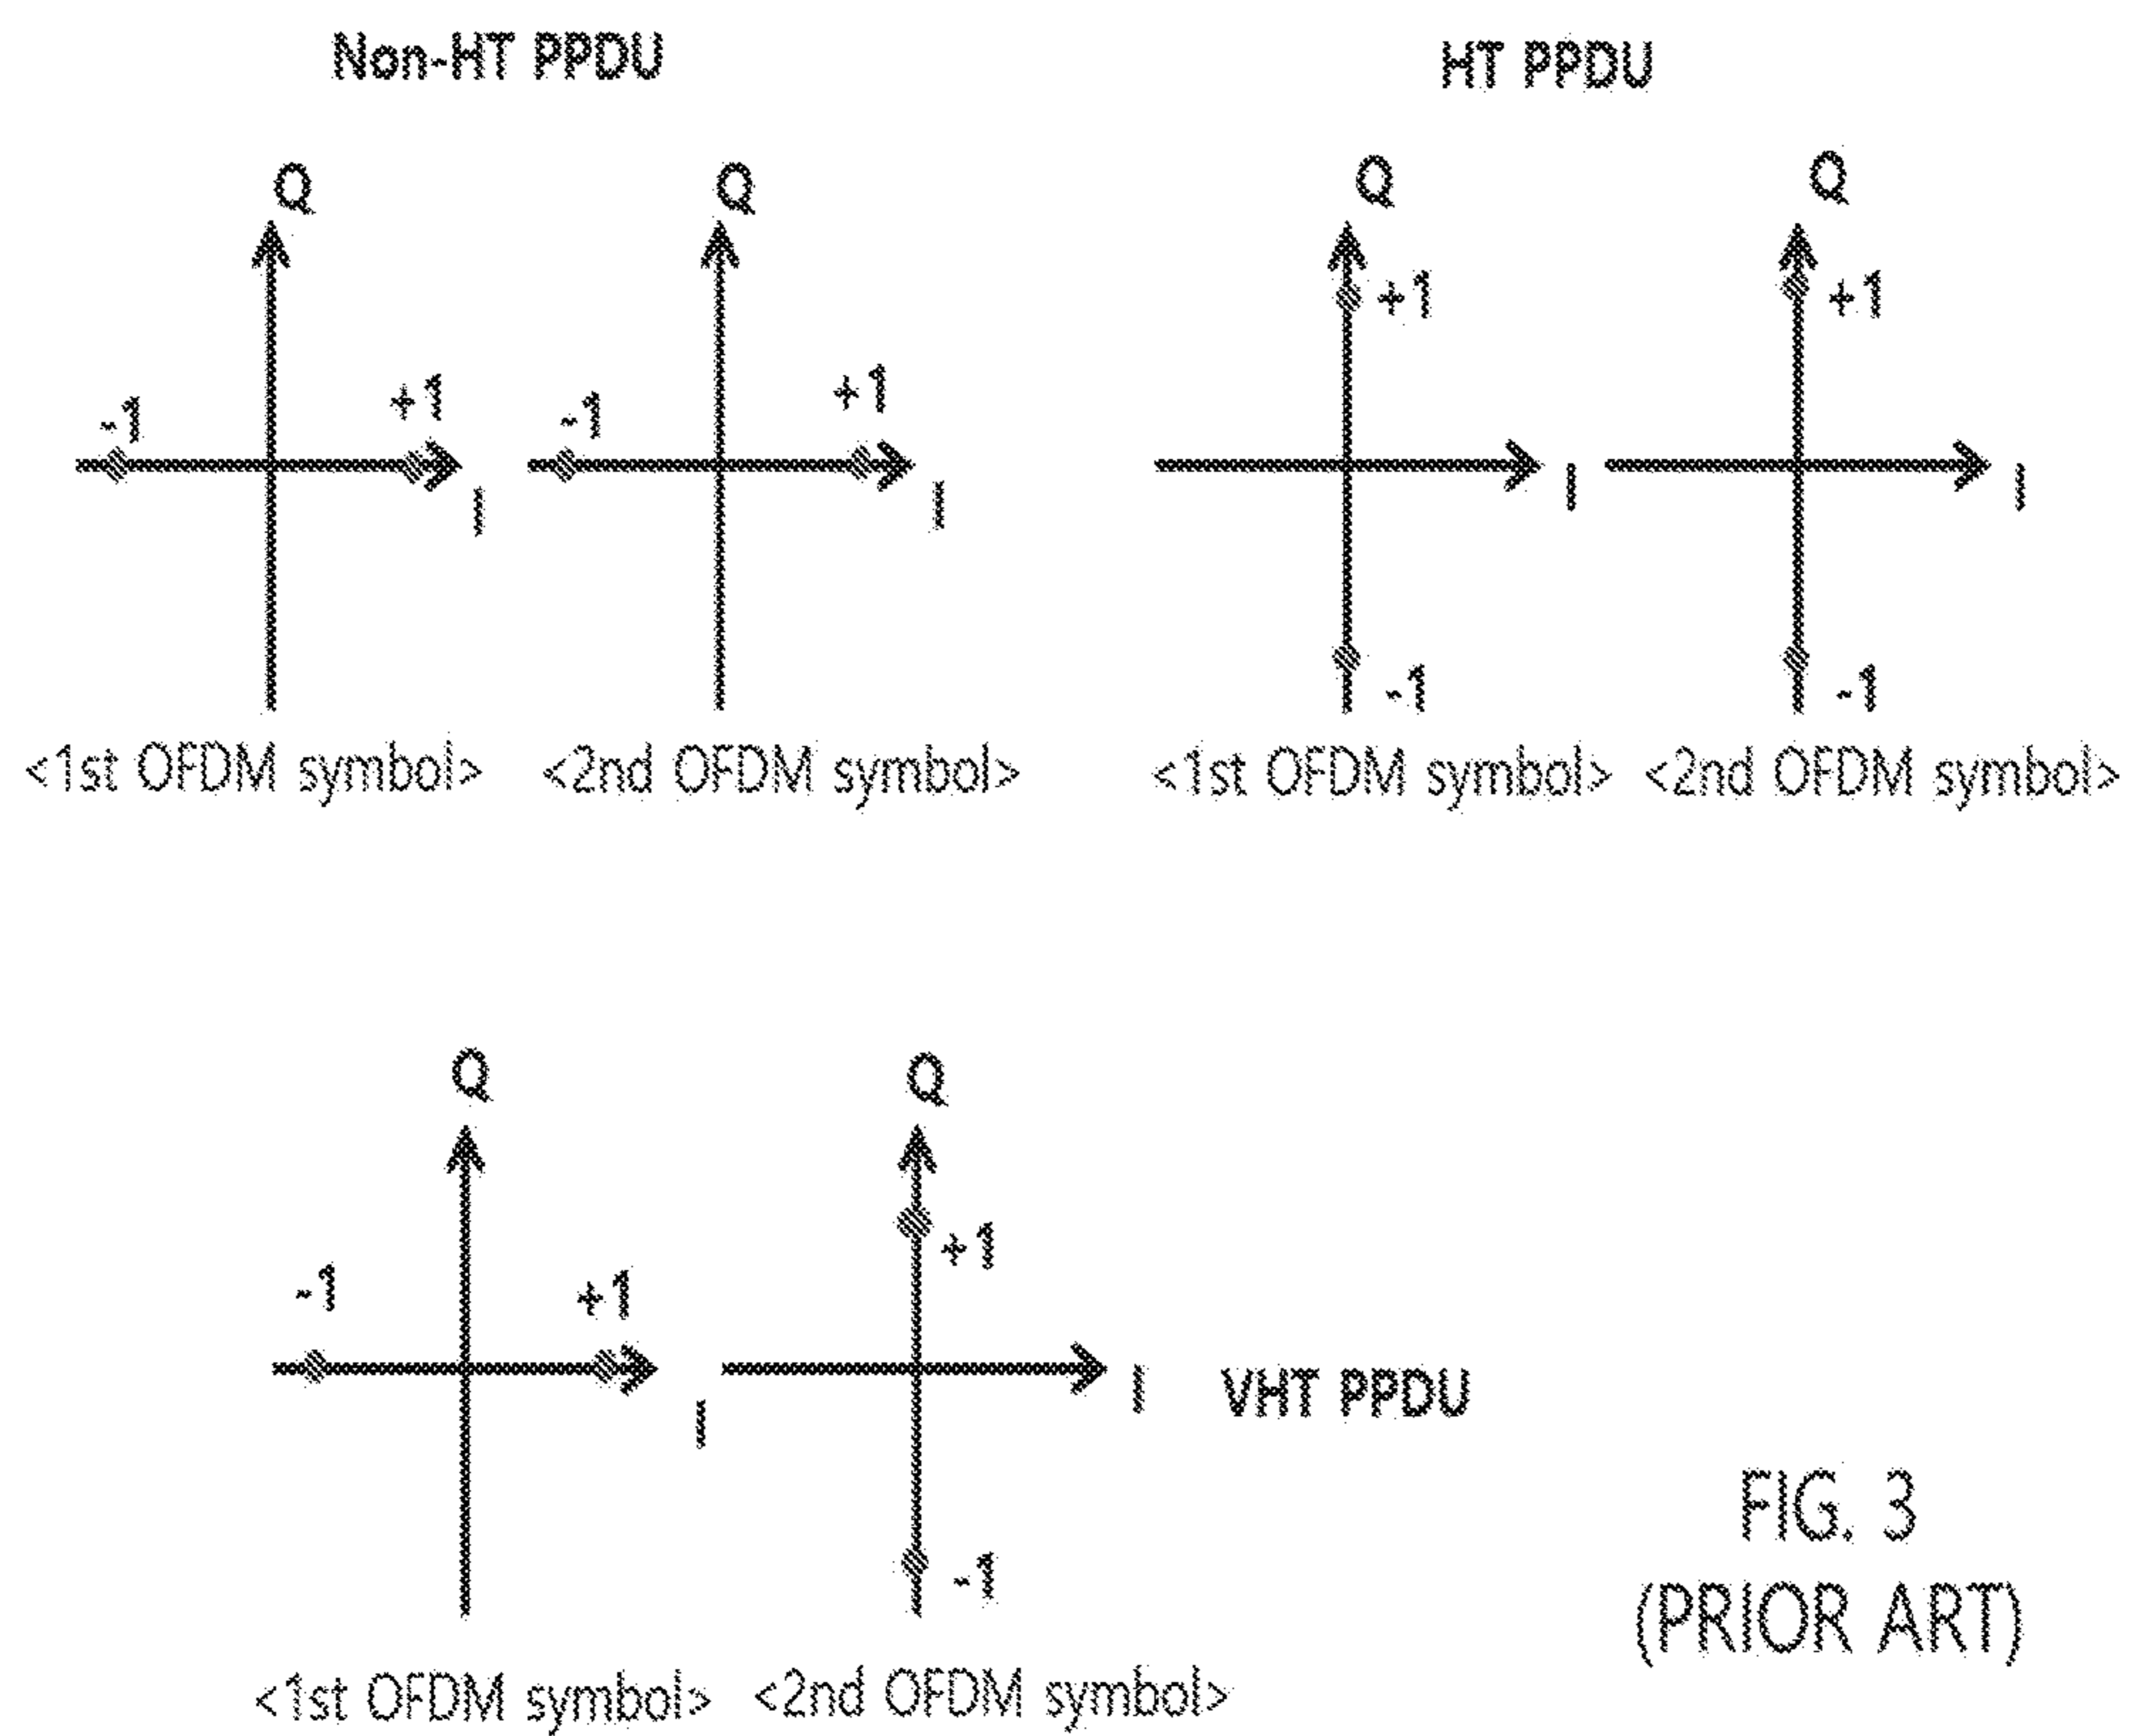 Non-HT PPDU
HT PPDU
Q
Q
Q
Q
-1
+1
-1
+1
+1
+1
I
I
I
I
-1
-1
<1st OFDM symbol>
<2nd OFDM symbol>
<1st OFDM symbol>
<2nd OFDM symbol>
Q
Q
-1
+1
+1
I
I
VHT PPDU
-1
<1st OFDM symbol>
<2nd OFDM symbol>
FIG. 3
(PRIOR ART)